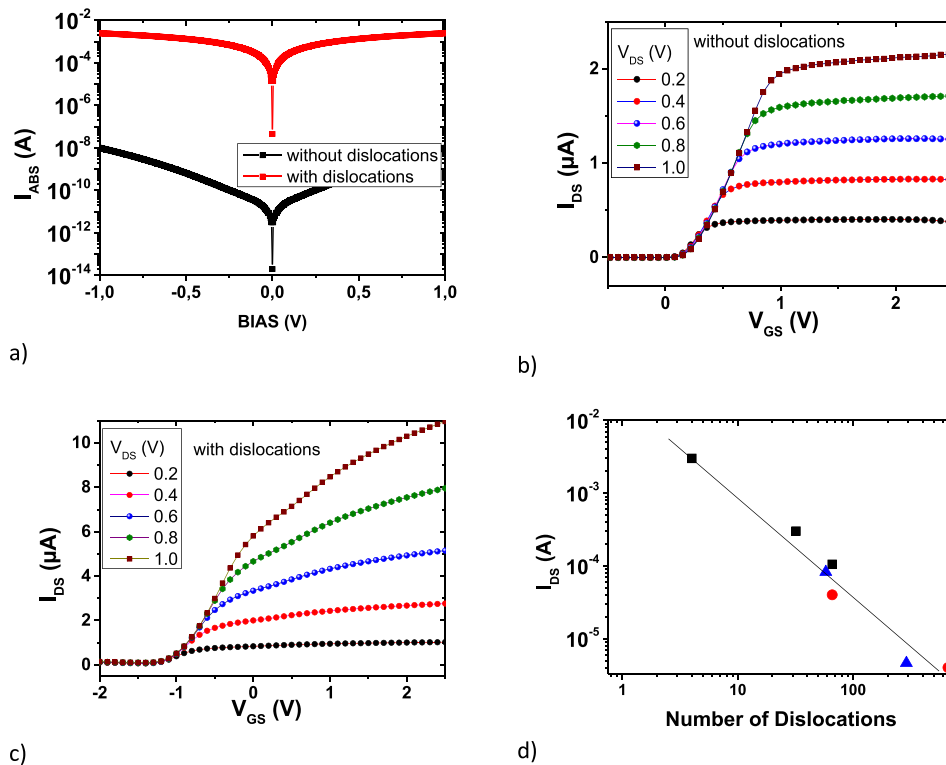 10^-2
10^-4
10^-6
10^-8
10^-10
10^-12
10^-14
I_ABS (A)
without dislocations
with dislocations
-1,0 -0,5 0,0 0,5 1,0
BIAS (V)
a)
V_DS (V)
0.2
0.4
0.6
0.8
1.0
without dislocations
2
1
0
I_DS (µA)
0 1 2
V_GS (V)
b)
V_DS (V)
0.2
0.4
0.6
0.8
1.0
with dislocations
10
8
6
4
2
0
I_DS (µA)
-2 -1 0 1 2
V_GS (V)
c)
10^-2
10^-3
10^-4
10^-5
I_DS (A)
1 10 100
Number of Dislocations
d)